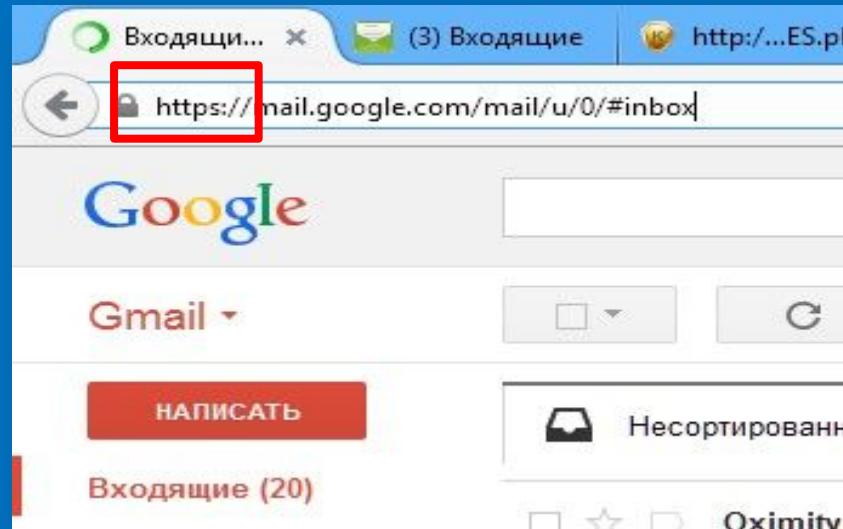 Входящи... (3) Входящие http:/...ES.pl
https://mail.google.com/mail/u/0/#inbox
Google
Gmail
НАПИСАТЬ
Несортированн
Входящие (20)
Oximity